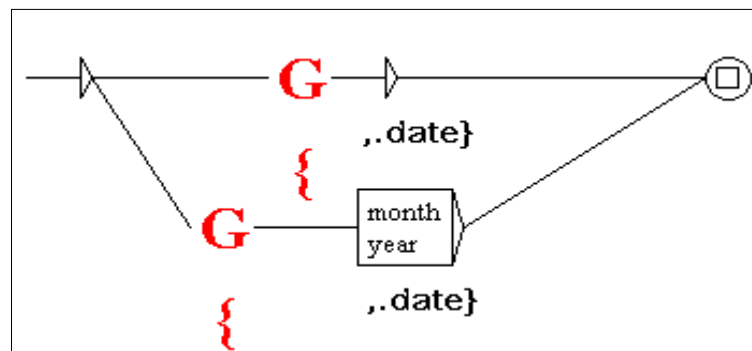 G
,.date}
{
G
month
year
,.date}
{